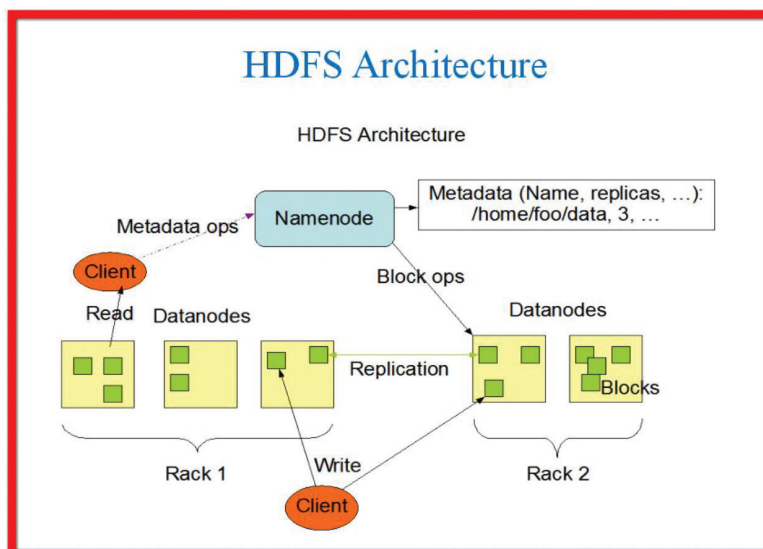 HDFS Architecture
HDFS Architecture
Metadata (Name, replicas, …):
/home/foo/data, 3, …
Namenode
Metadata ops
Client
Block ops
Read
Datanodes
Datanodes
Replication
Blocks
Rack 1
Write
Rack 2
Client